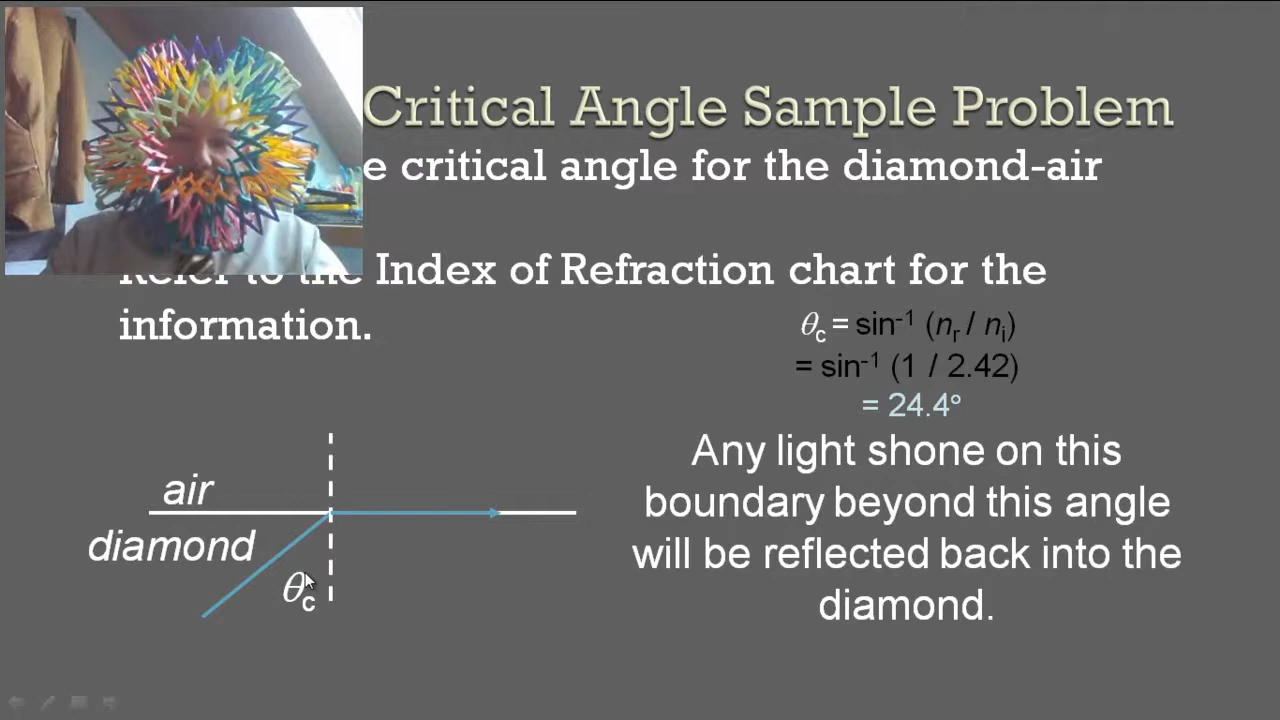 Critical Angle Sample Problem
e critical angle for the diamond-air
Refer to the Index of Refraction chart for the
information.
θc = sin-1 (nr / ni)
= sin-1 (1 / 2.42)
= 24.4°
Any light shone on this
boundary beyond this angle
will be reflected back into the
diamond.
air
diamond
θc